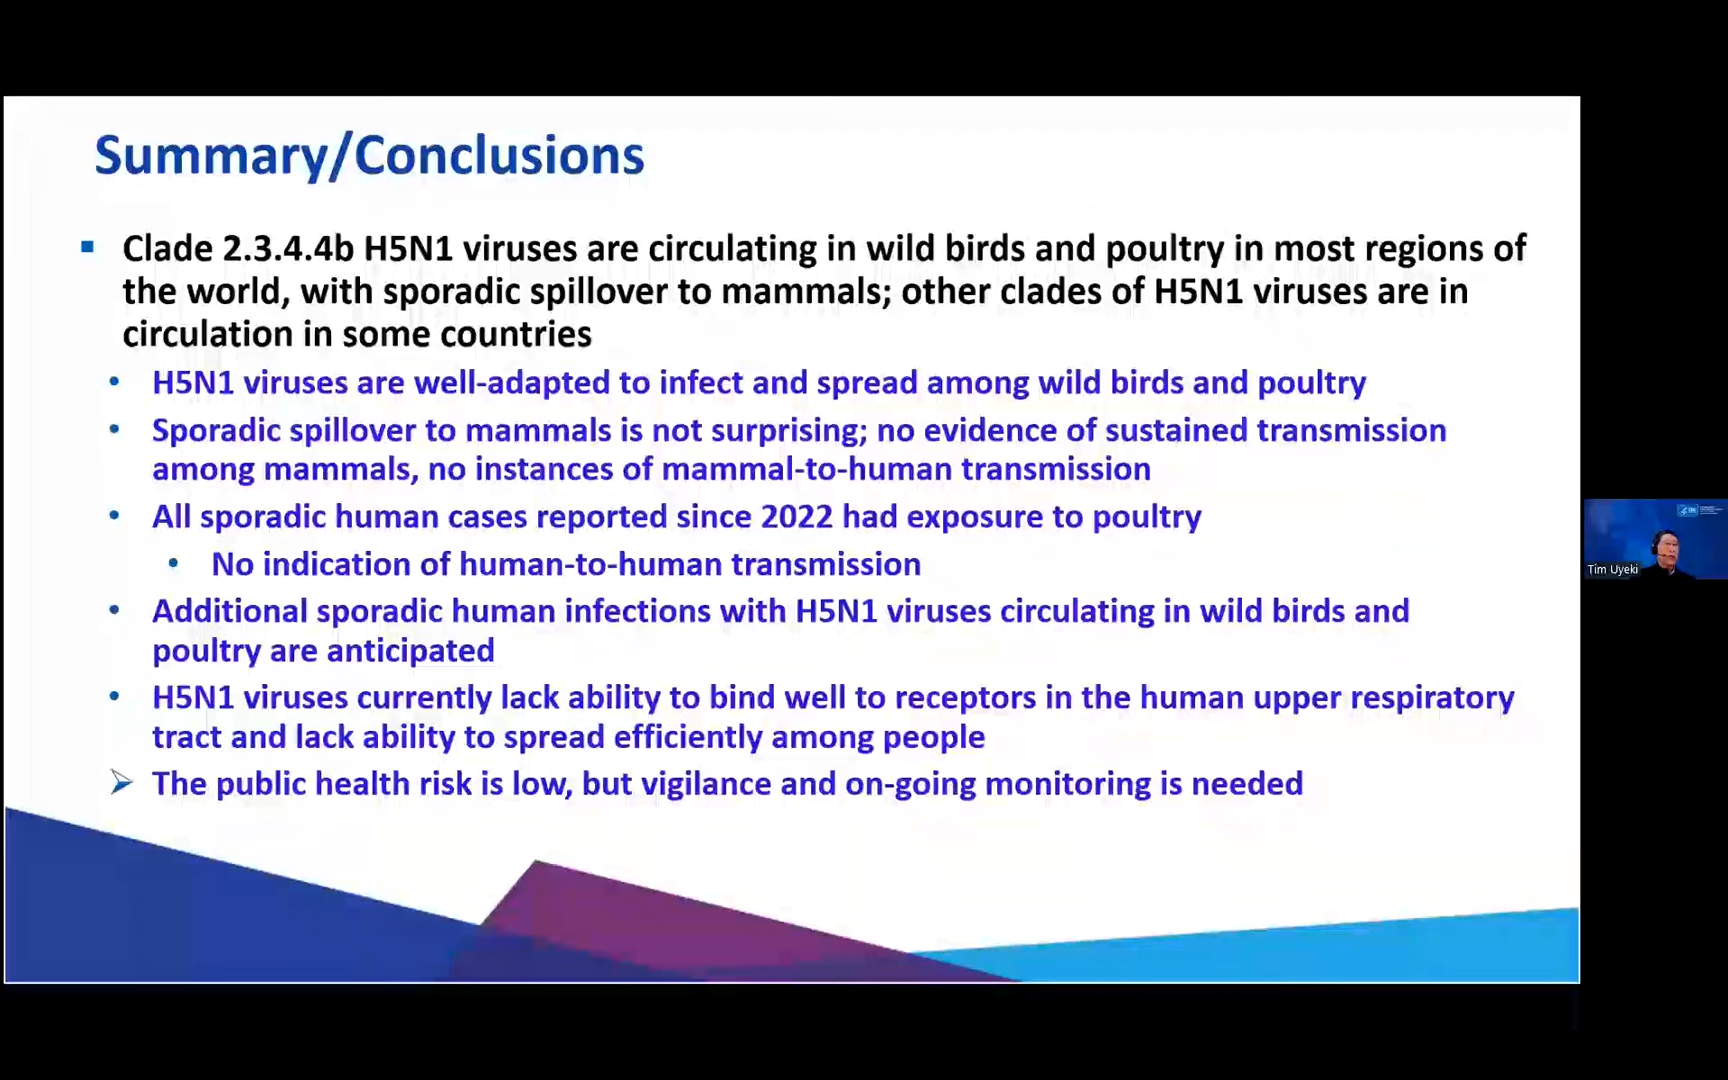 Summary/Conclusions
Clade 2.3.4.4b H5N1 viruses are circulating in wild birds and poultry in most regions of
the world, with sporadic spillover to mammals; other clades of H5N1 viruses are in
circulation in some countries
H5N1 viruses are well-adapted to infect and spread among wild birds and poultry
Sporadic spillover to mammals is not surprising; no evidence of sustained transmission
among mammals, no instances of mammal-to-human transmission
All sporadic human cases reported since 2022 had exposure to poultry
No indication of human-to-human transmission
Additional sporadic human infections with H5N1 viruses circulating in wild birds and
poultry are anticipated
H5N1 viruses currently lack ability to bind well to receptors in the human upper respiratory
tract and lack ability to spread efficiently among people
The public health risk is low, but vigilance and on-going monitoring is needed
Tim Uyeki